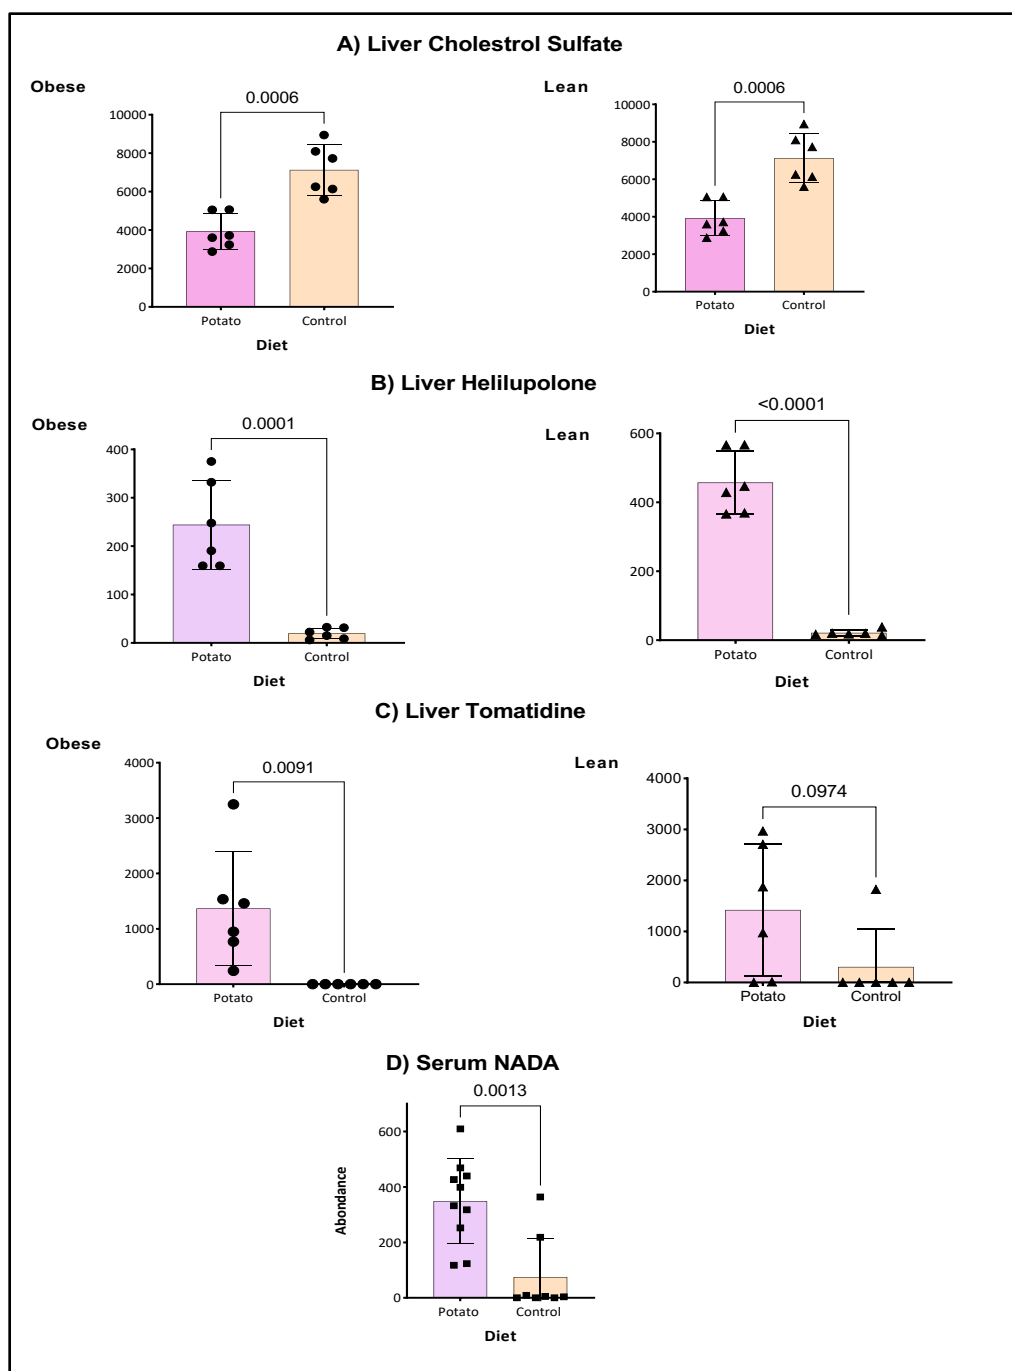 A) Liver Cholestrol Sulfate
Obese
0.0006
10000
8000
6000
4000
2000
0
Potato Control
Diet
Lean
0.0006
10000
8000
6000
4000
2000
0
Potato Control
Diet
B) Liver Helilupolone
Obese
0.0001
400
300
200
100
0
Potato Control
Diet
Lean
<0.0001
600
400
200
0
Potato Control
Diet
C) Liver Tomatidine
Obese
0.0091
4000
3000
2000
1000
0
Potato Control
Diet
Lean
0.0974
4000
3000
2000
1000
0
Potato Control
Diet
D) Serum NADA
0.0013
Abondance
600
400
200
0
Potato Control
Diet